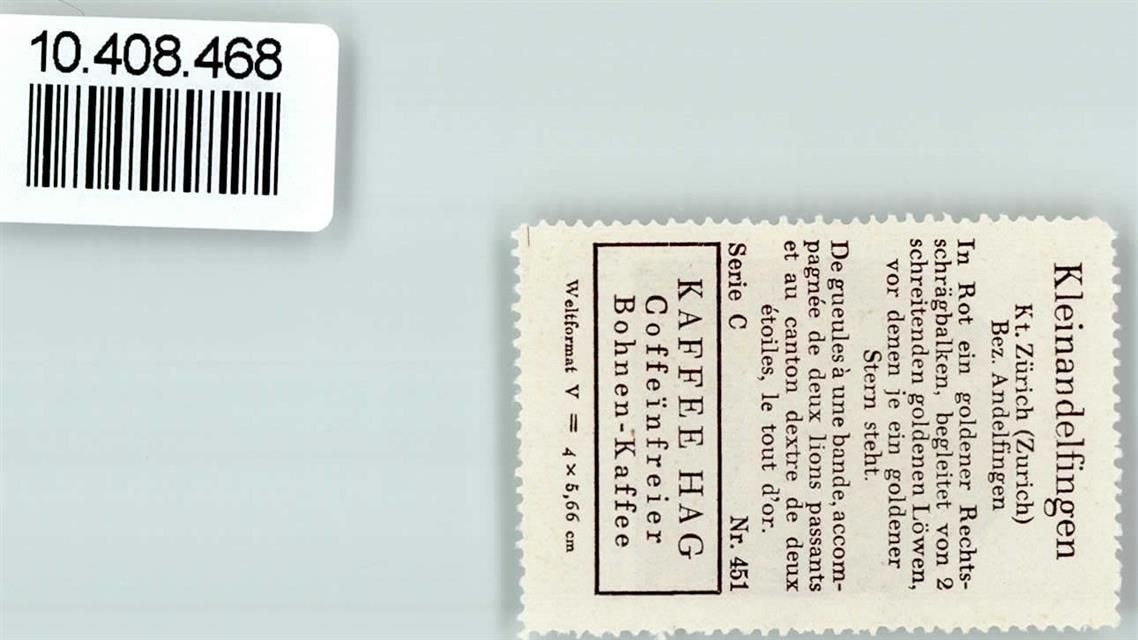 10.408.468
Kleinandelfingen
Kt. Zürich (Zurich)
Bez. Andelfingen
In Rot ein goldener Rechts-
schrägbalken, begleitet von 2
schreitenden goldenen Löwen,
vor denen je ein goldener
Stern steht.
De gueules à une bande, accom-
pagnée de deux lions passants
et au canton dextre de deux
étoiles, le tout d'or.
Serie C Nr. 451
KAFFEE HAG
Coffeïnfreier
Bohnen-Kaffee
Weltformat V = 4 × 5,66 cm